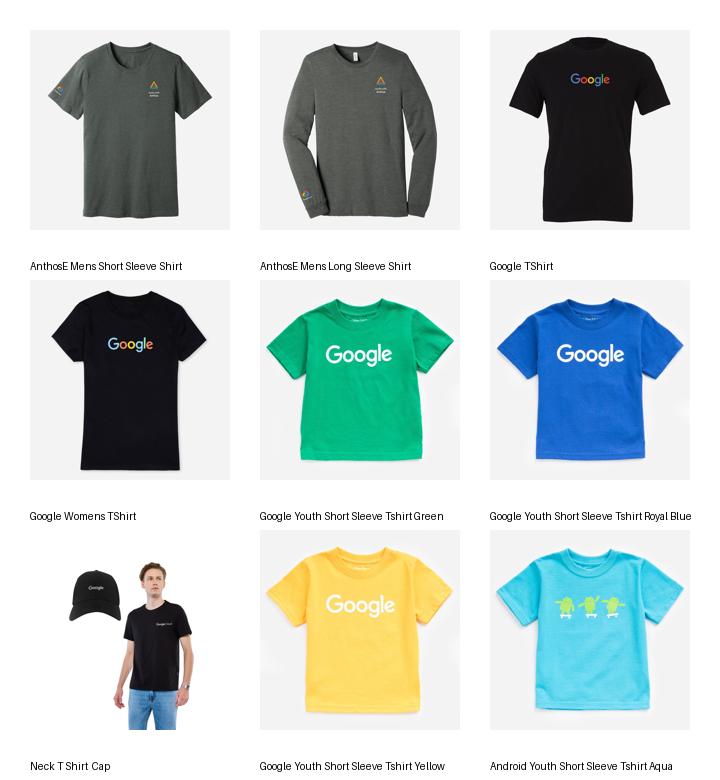 Google
AnthosE Mens Short Sleeve Shirt
AnthosE Mens Long Sleeve Shirt
Google TShirt
Google
Google
Google
Google Womens TShirt
Google Youth Short Sleeve Tshirt Green
Google Youth Short Sleeve Tshirt Royal Blue
Google
Google
Neck T Shirt Cap
Google Youth Short Sleeve Tshirt Yellow
Android Youth Short Sleeve Tshirt Aqua